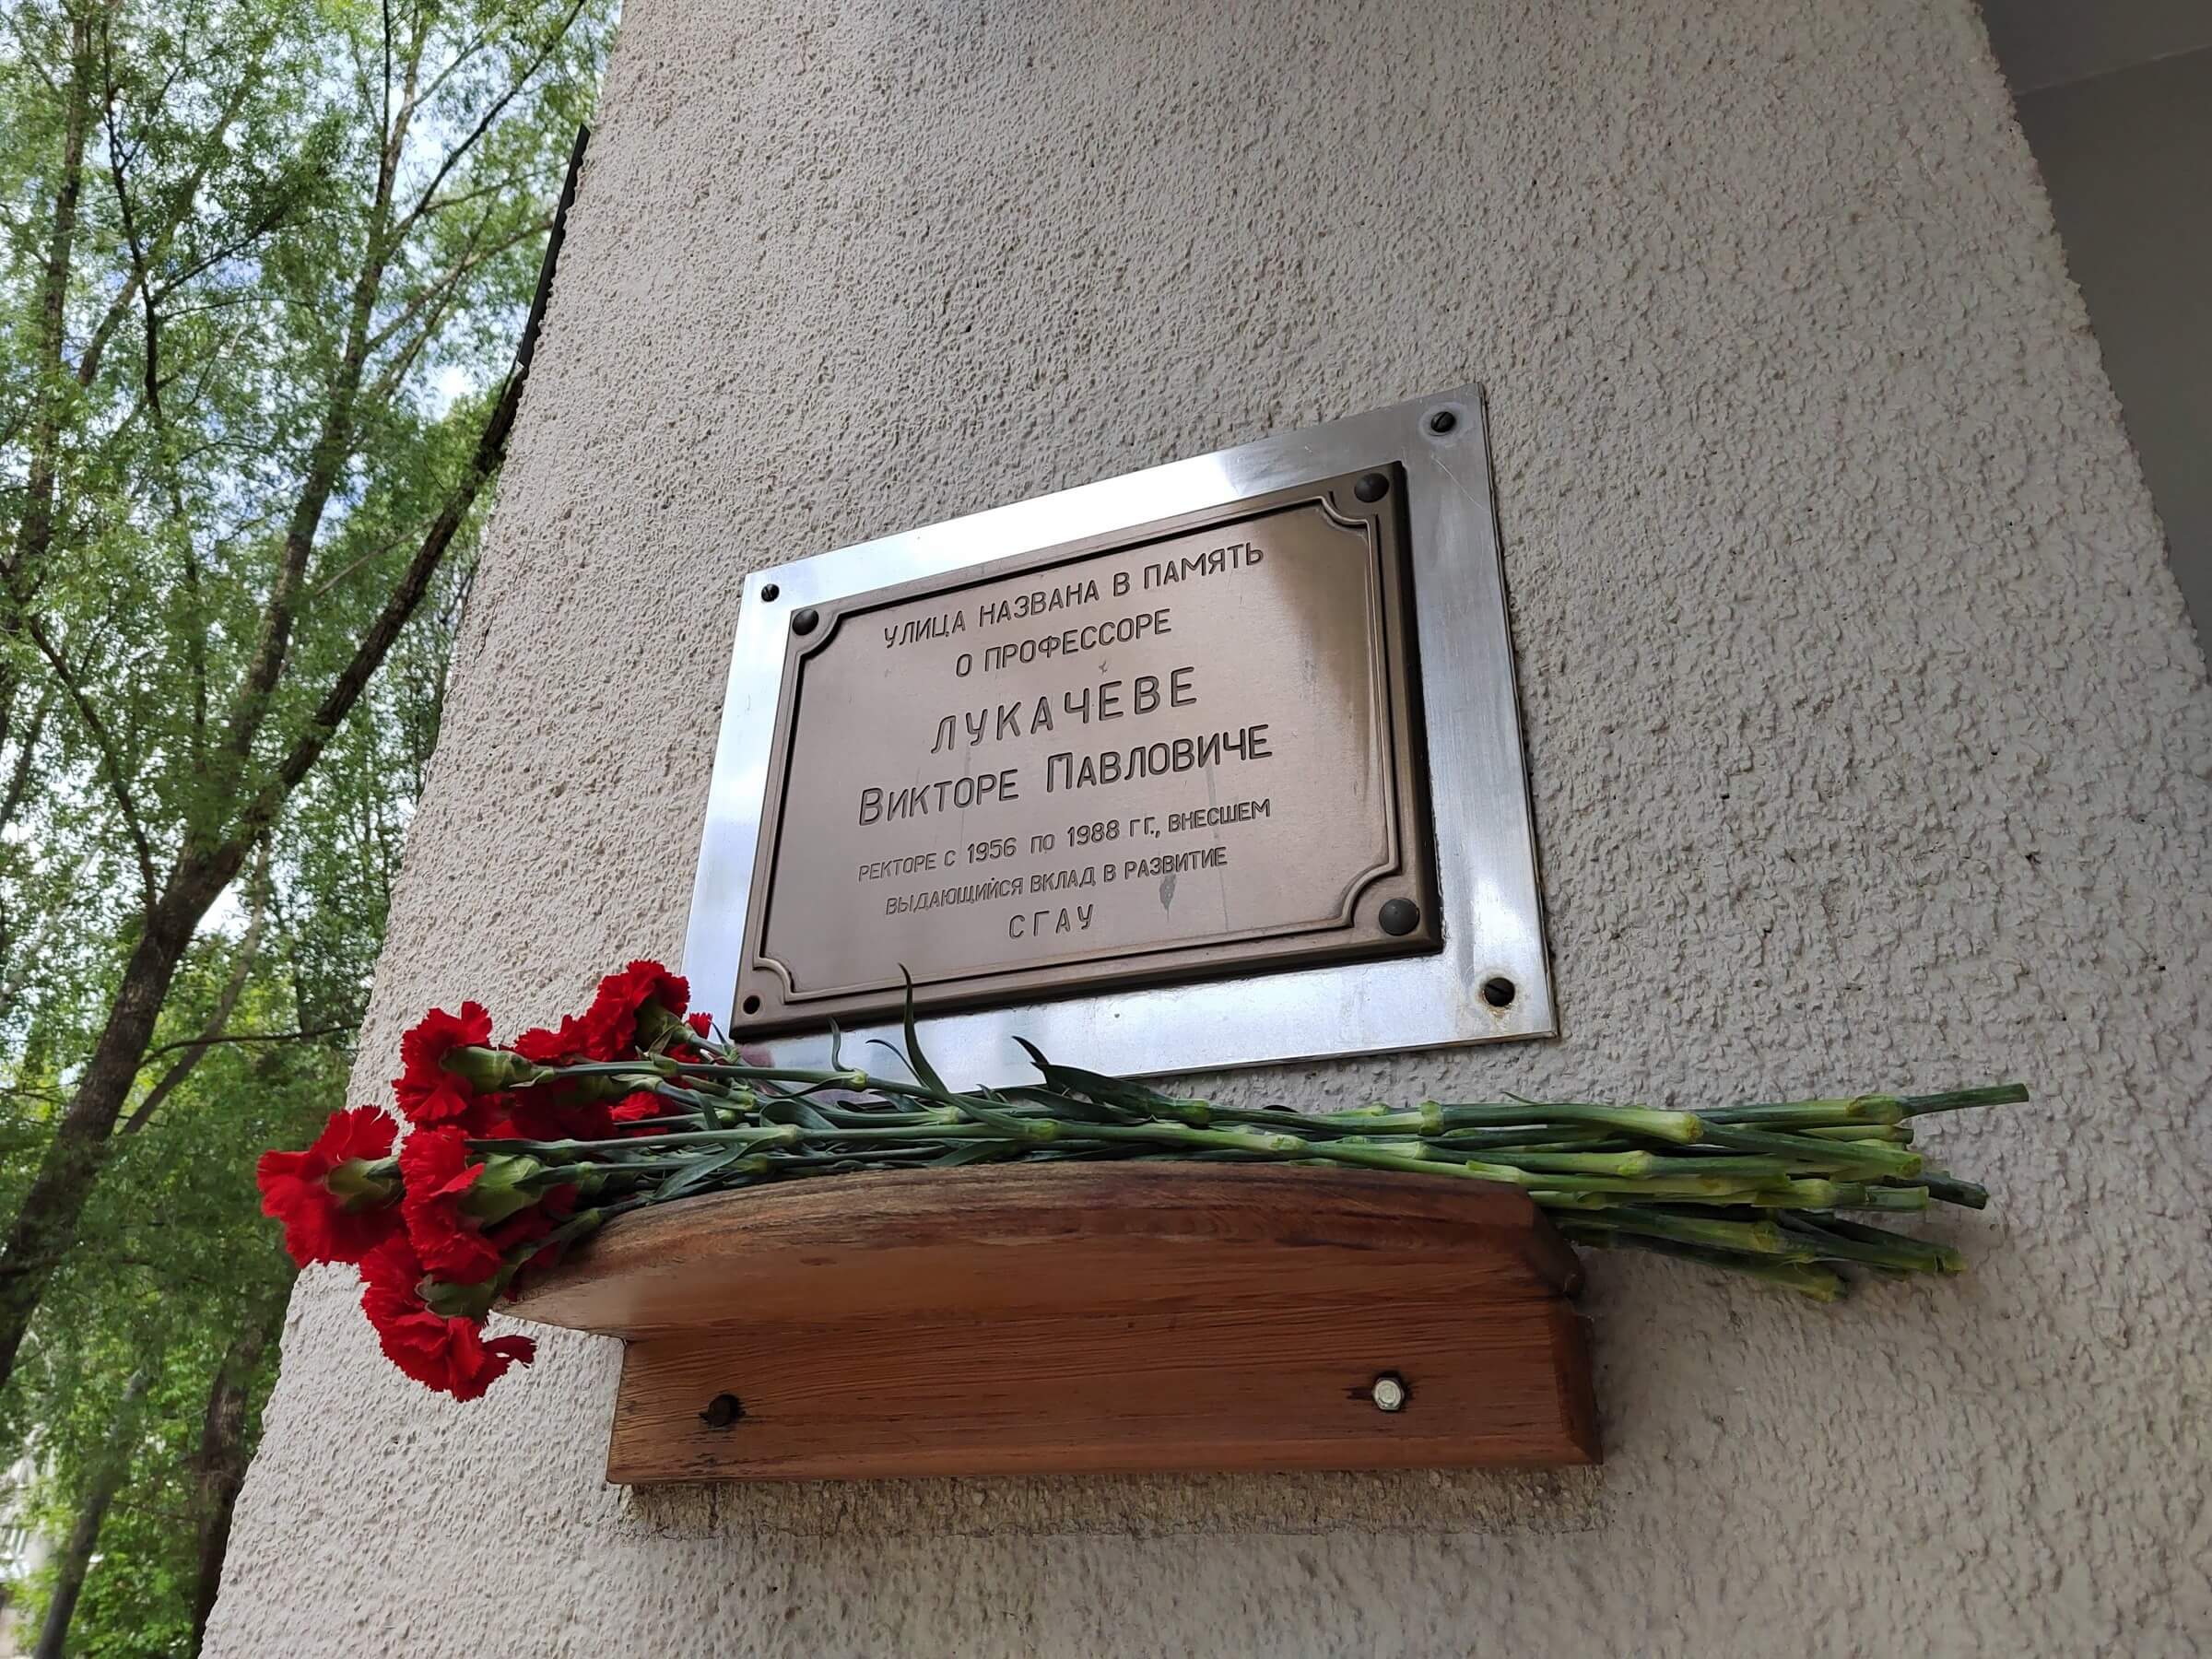 УЛИЦА НАЗВАНА В ПАМЯТЬ
О ПРОФЕССОРЕ
ЛУКАЧЕВЕ
ВИКТОРЕ ПАВЛОВИЧЕ
РЕКТОРЕ С 1956 ПО 1988 ГГ., ВНЕСШЕМ
ВЫДАЮЩИЙСЯ ВКЛАД В РАЗВИТИЕ
СГАУ